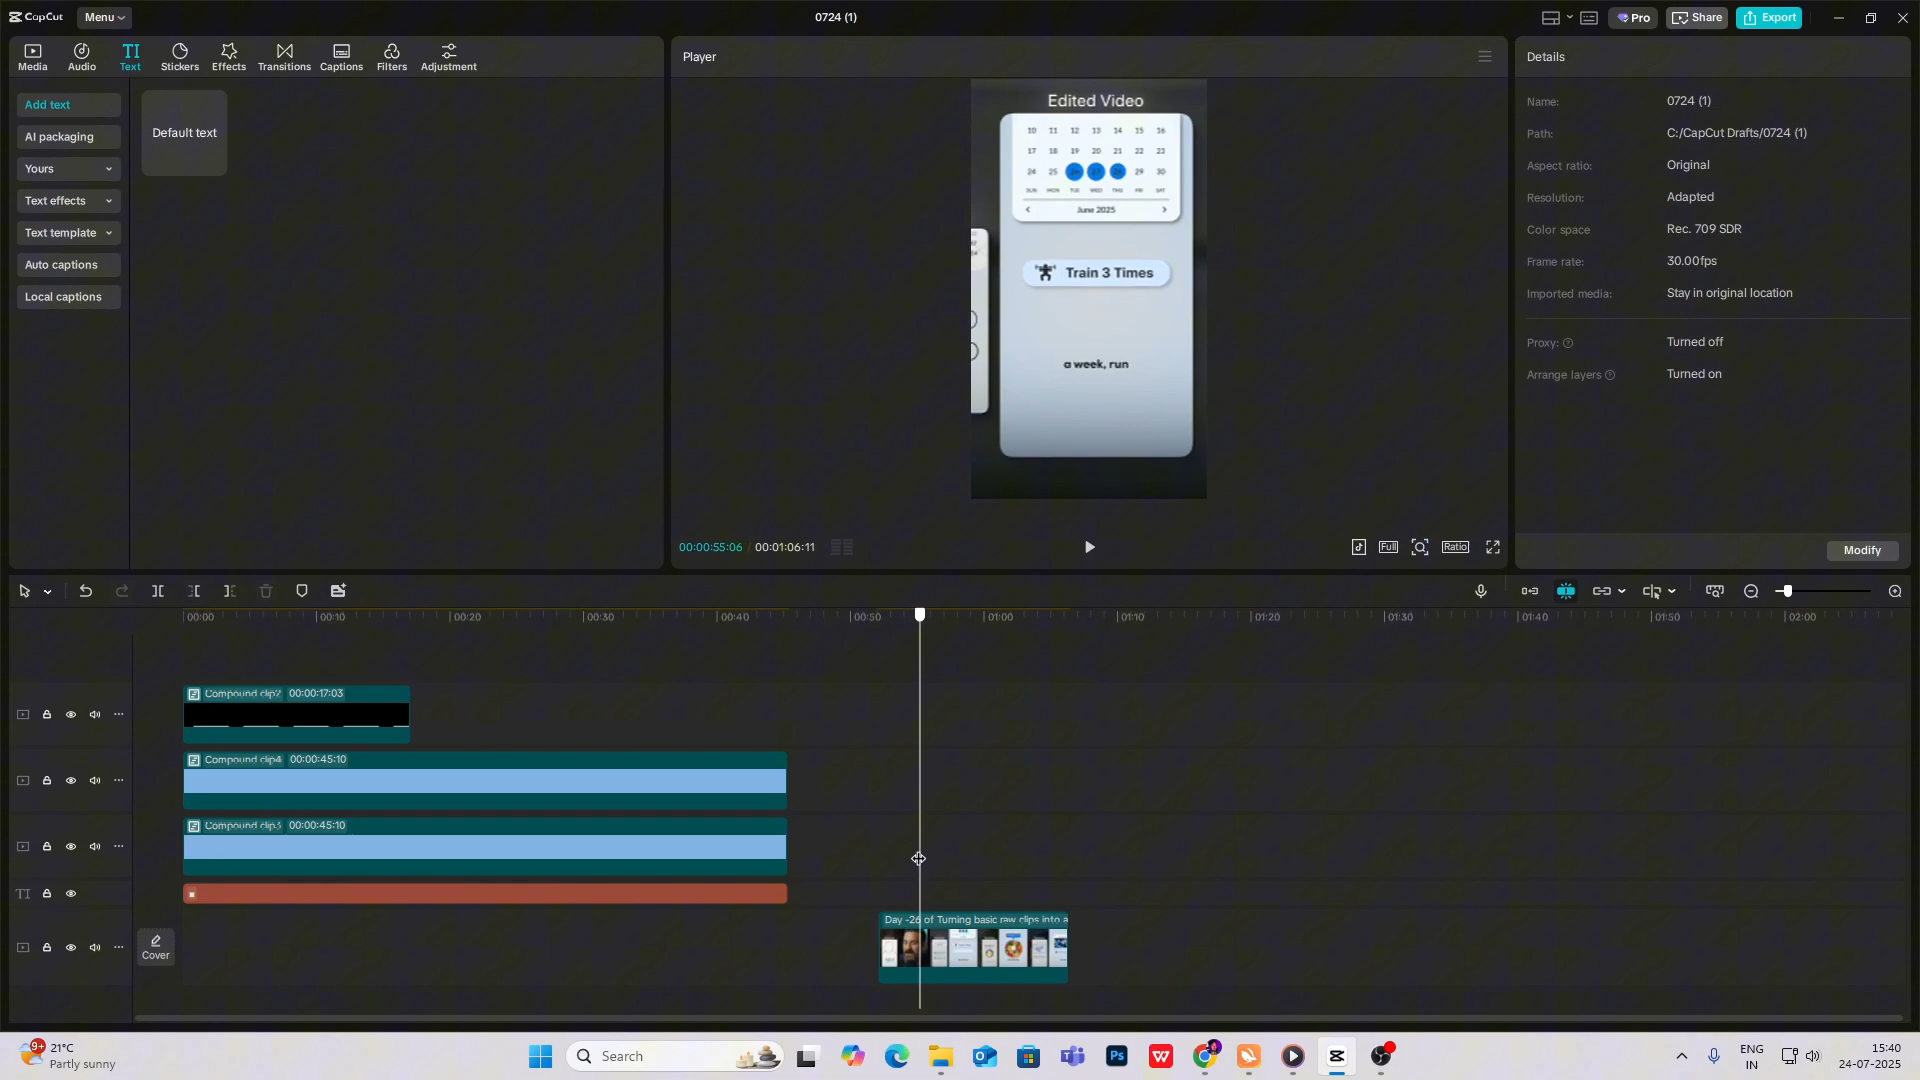 CapCut
Menu
0724 (1)
Pro
Share
Export
Media
Audio
TI
Text
Stickers
Effects
Transitions
Captions
Filters
Adjustment
Add text
AI packaging
Yours
Text effects
Text template
Auto captions
Local captions
Default text
Player
Edited Video
10 11 12 13 14 15 16
17 18 19 20 21 22 23
24 25 26 27 28 29 30
SUN MON TUE WED THU FRI SAT
< June 2025 >
Train 3 Times
a week, run
00:00:55:06 / 00:01:06:11
Full
Ratio
Details
Name: 0724 (1)
Path: C:/CapCut Drafts/0724 (1)
Aspect ratio: Original
Resolution: Adapted
Color space Rec. 709 SDR
Frame rate: 30.00fps
Imported media: Stay in original location
Proxy: Turned off
Arrange layers Turned on
Modify
00:00 00:10 00:20 00:30 00:40 00:50 01:00 01:10 01:20 01:30 01:40 01:50 02:00
Compound clip2 00:00:17:03
Compound clip4 00:00:45:10
Compound clip3 00:00:45:10
TI
Day -26 of Turning basic raw clips into a
Cover
9+
21°C
Partly sunny
Search
Ps
W
ENG
IN
15:40
24-07-2025